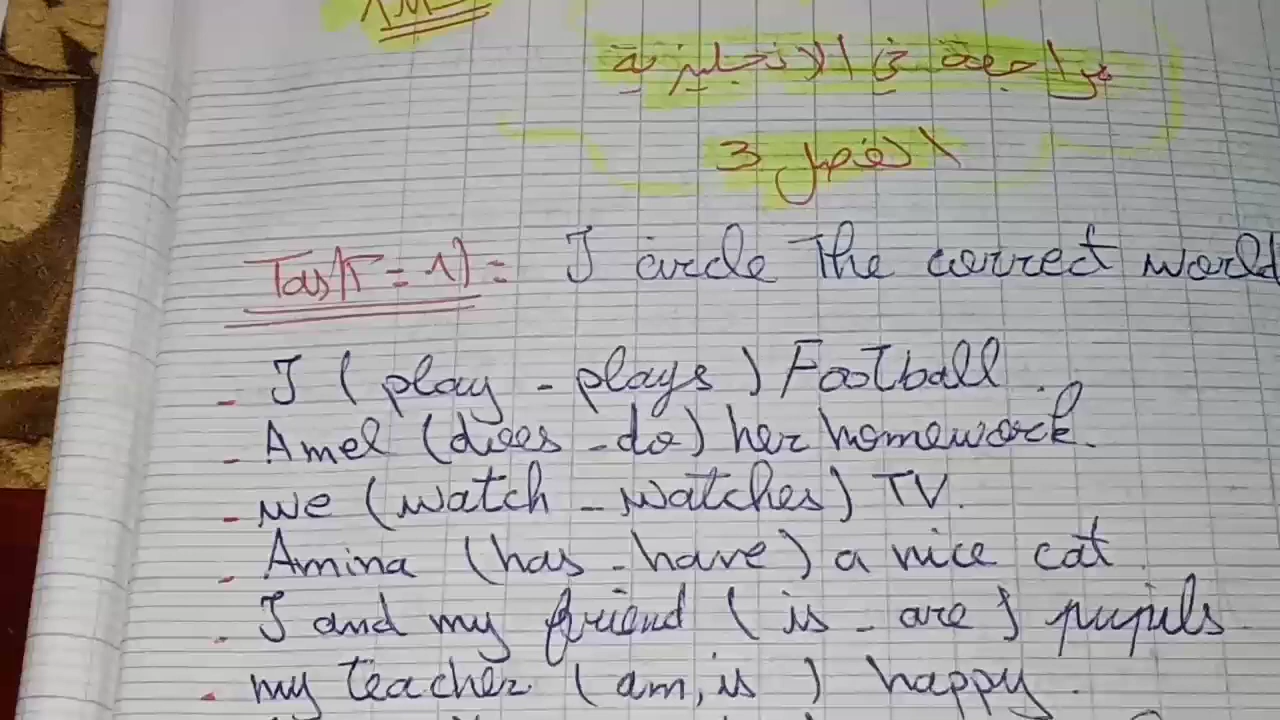 مراجعة في الانجليزية
الفصل 3
Task = 1) = I circle The correct world
- I ( play - plays ) Football .
- Amel (does - do) her homework.
- we (watch - watches) TV.
- Amina (has - have) a nice cat .
- I and my friend ( is - are ) pupils
- my teacher ( am, is ) happy .